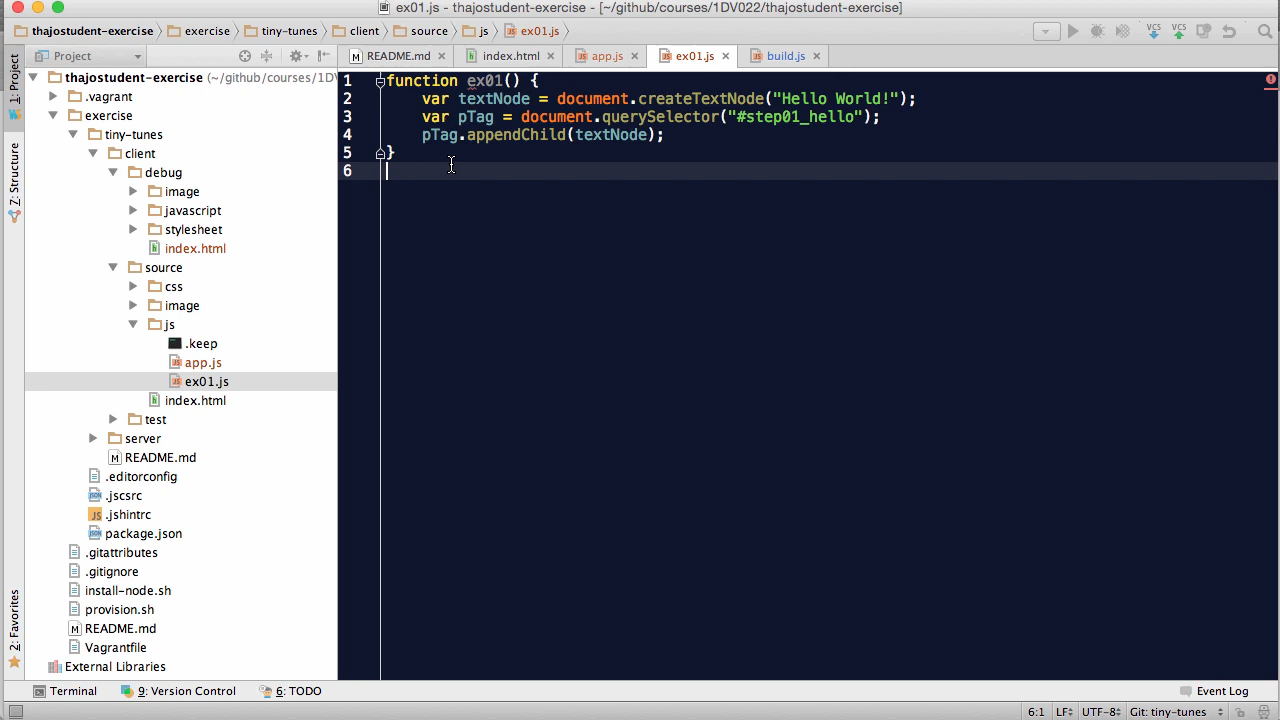 ex01.js - thajostudent-exercise - [~/github/courses/1DV022/thajostudent-exercise]
thajostudent-exercise exercise tiny-tunes client source js ex01.js
1: Project
Z: Structure
2: Favorites
Project
README.md index.html app.js ex01.js build.js
VCS VCS
thajostudent-exercise (~/github/courses/1DV
.vagrant
exercise
tiny-tunes
client
debug
image
javascript
stylesheet
index.html
source
css
image
js
.keep
app.js
ex01.js
index.html
test
server
README.md
.editorconfig
.jscsrc
.jshintrc
package.json
.gitattributes
.gitignore
install-node.sh
provision.sh
README.md
Vagrantfile
External Libraries
1 function ex01() {
2 var textNode = document.createTextNode("Hello World!");
3 var pTag = document.querySelector("#step01_hello");
4 pTag.appendChild(textNode);
5 }
6
Terminal 9: Version Control 6: TODO Event Log
6:1 LF UTF-8 Git: tiny-tunes